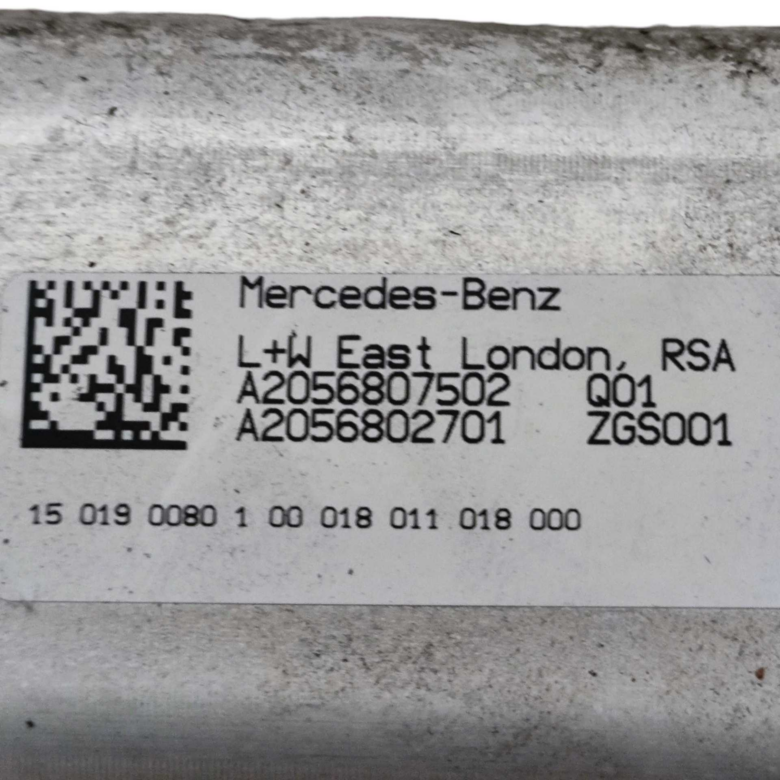 Mercedes-Benz
L+W East London, RSA
A2056807502 Q01
A2056802701 ZGS001
15 019 0080 1 00 018 011 018 000